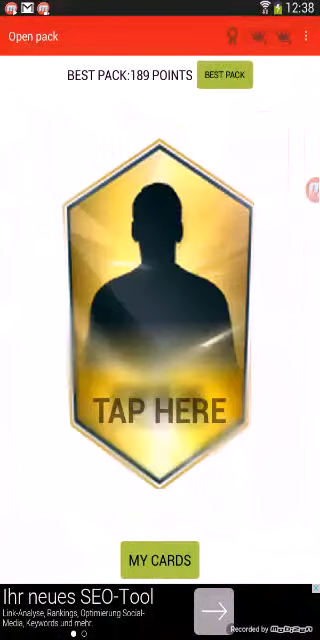 12:38
Open pack
BEST PACK:189 POINTS
BEST PACK
TAP HERE
MY CARDS
Ihr neues SEO-Tool
Link-Analyse, Rankings, Optimierung Social-
Media, Keywords und mehr.
Recorded by Mobizen